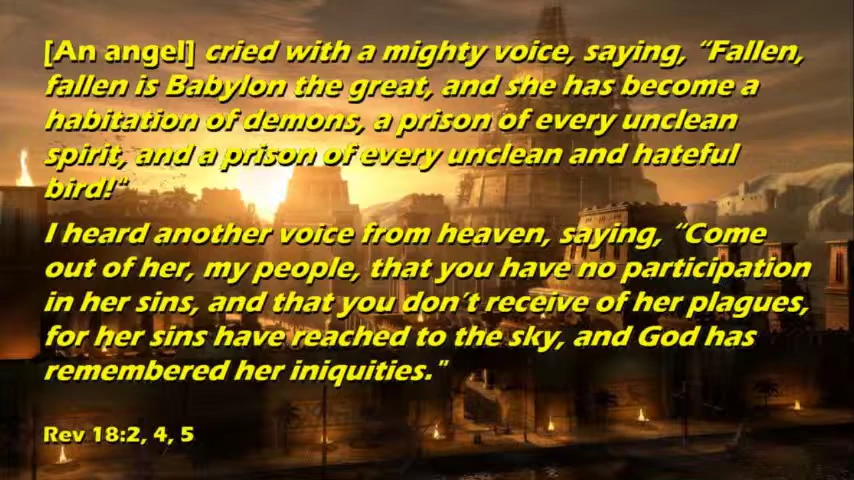 [An angel] cried with a mighty voice, saying, “Fallen,
fallen is Babylon the great, and she has become a
habitation of demons, a prison of every unclean
spirit, and a prison of every unclean and hateful
bird!"
I heard another voice from heaven, saying, “Come
out of her, my people, that you have no participation
in her sins, and that you don’t receive of her plagues,
for her sins have reached to the sky, and God has
remembered her iniquities."
Rev 18:2, 4, 5